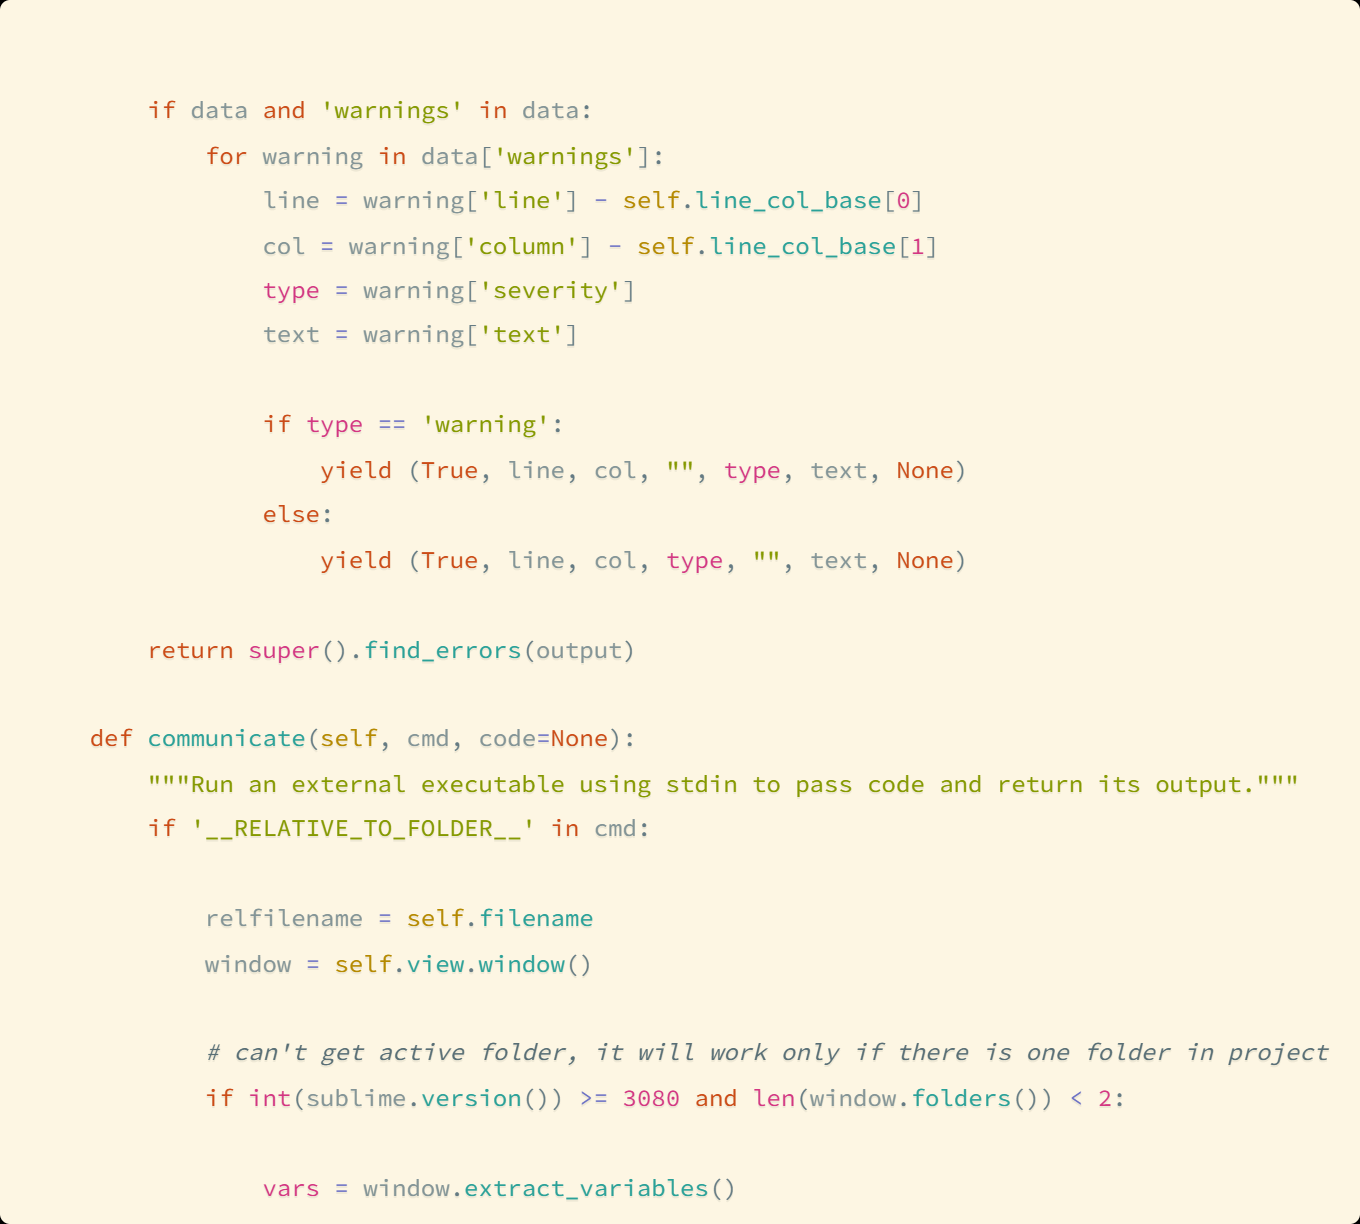 if data and 'warnings' in data:
for warning in data['warnings']:
line = warning['line'] - self.line_col_base[0]
col = warning['column'] - self.line_col_base[1]
type = warning['severity']
text = warning['text']
if type == 'warning':
yield (True, line, col, "", type, text, None)
else:
yield (True, line, col, type, "", text, None)
return super().find_errors(output)
def communicate(self, cmd, code=None):
"""Run an external executable using stdin to pass code and return its output."""
if '__RELATIVE_TO_FOLDER__' in cmd:
relfilename = self.filename
window = self.view.window()
# can't get active folder, it will work only if there is one folder in project
if int(sublime.version()) >= 3080 and len(window.folders()) < 2:
vars = window.extract_variables()